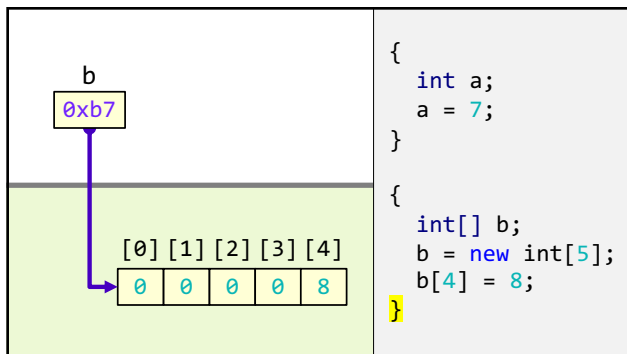 b
0xb7
[0] [1] [2] [3] [4]
0 0 0 0 8
{
int a;
a = 7;
}
{
int[] b;
b = new int[5];
b[4] = 8;
}